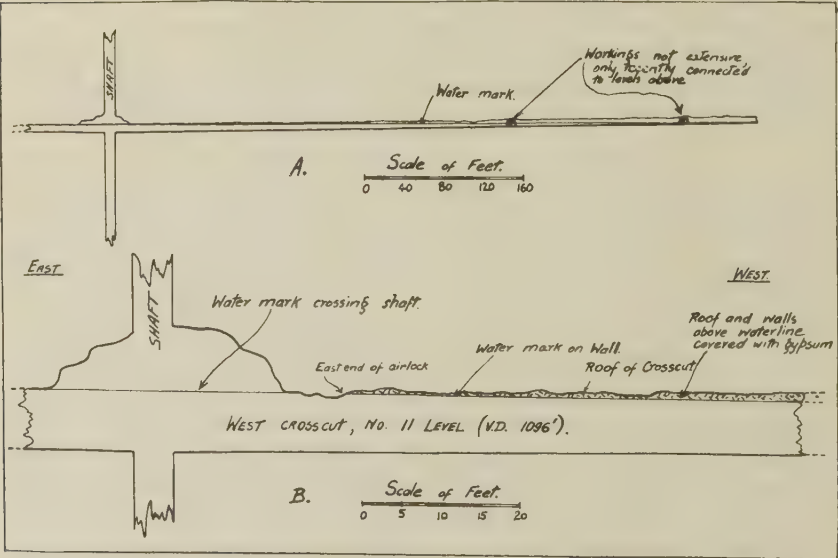 SHAFT
Water mark.
Workings not extensive
only recently connected
to levels above
A.
Scale of Feet.
0 40 80 120 160
EAST
WEST.
SHAFT
Water mark crossing shaft.
Roof and walls
above waterline
covered with gypsum
East end of airlock
Water mark on Wall.
Roof of Crosscut
WEST CROSSCUT, No. 11 LEVEL (V.D. 1096').
B.
Scale of Feet.
0 5 10 15 20